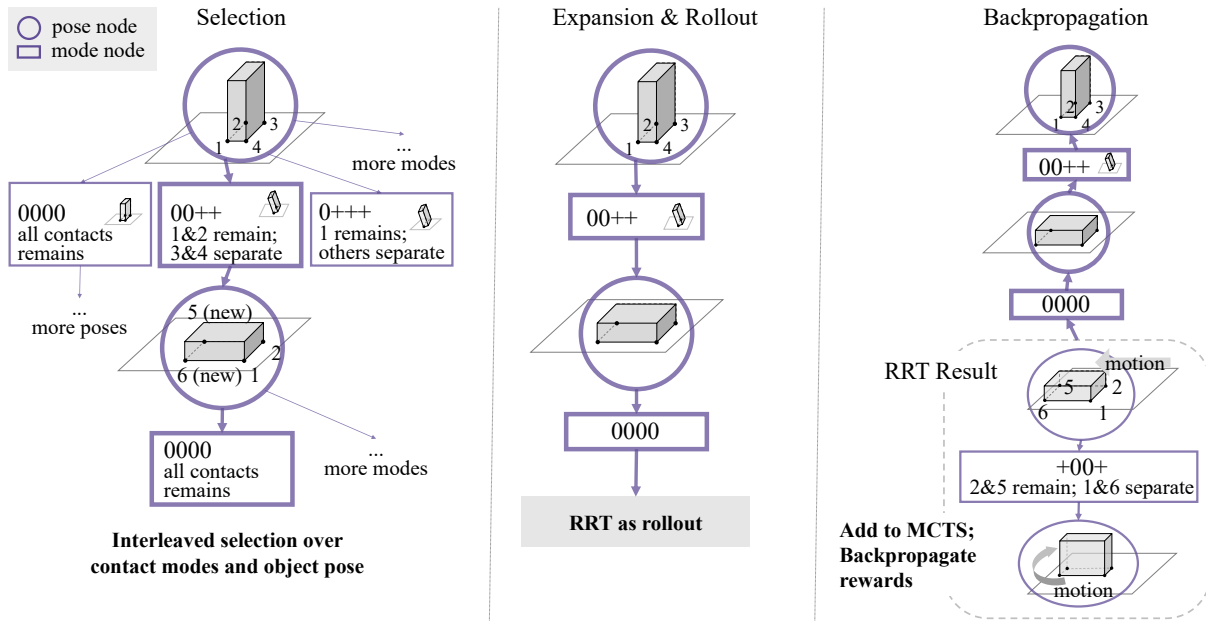 Selection
pose node
mode node
2
3
1
4
...
more modes
0000
all contacts
remains
00++
1&2 remain;
3&4 separate
0+++
1 remains;
others separate
...
more poses
5 (new)
2
6 (new)
1
0000
all contacts
remains
...
more modes
Interleaved selection over
contact modes and object pose
Expansion & Rollout
2
3
1
4
00++
0000
RRT as rollout
Backpropagation
2
3
1
4
00++
0000
RRT Result
motion
5
2
6
1
+00+
2&5 remain; 1&6 separate
Add to MCTS;
Backpropagate
rewards
motion